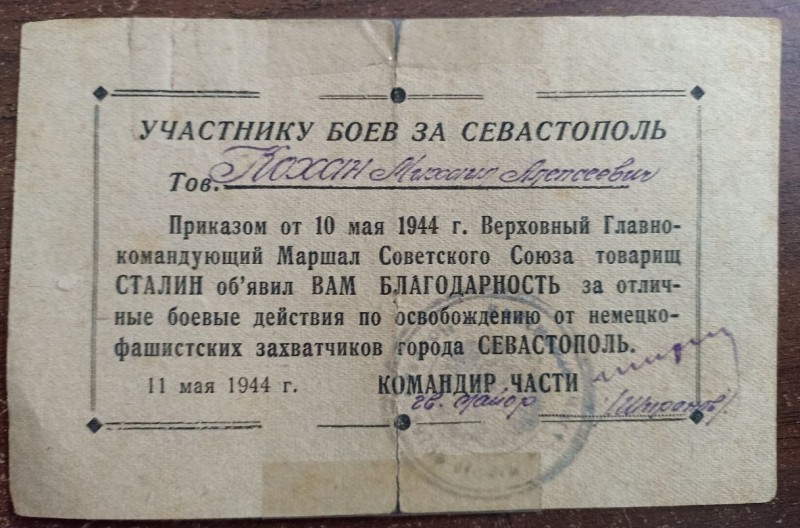 УЧАСТНИКУ БОЕВ ЗА СЕВАСТОПОЛЬ
Тов. Кохан Михаил Алексеевич
Приказом от 10 мая 1944 г. Верховный Главно-
командующий Маршал Советского Союза товарищ
СТАЛИН об'явил ВАМ БЛАГОДАРНОСТЬ за отлич-
ные боевые действия по освобождению от немецко-
фашистских захватчиков города СЕВАСТОПОЛЬ.
11 мая 1944 г. КОМАНДИР ЧАСТИ
гв. майор